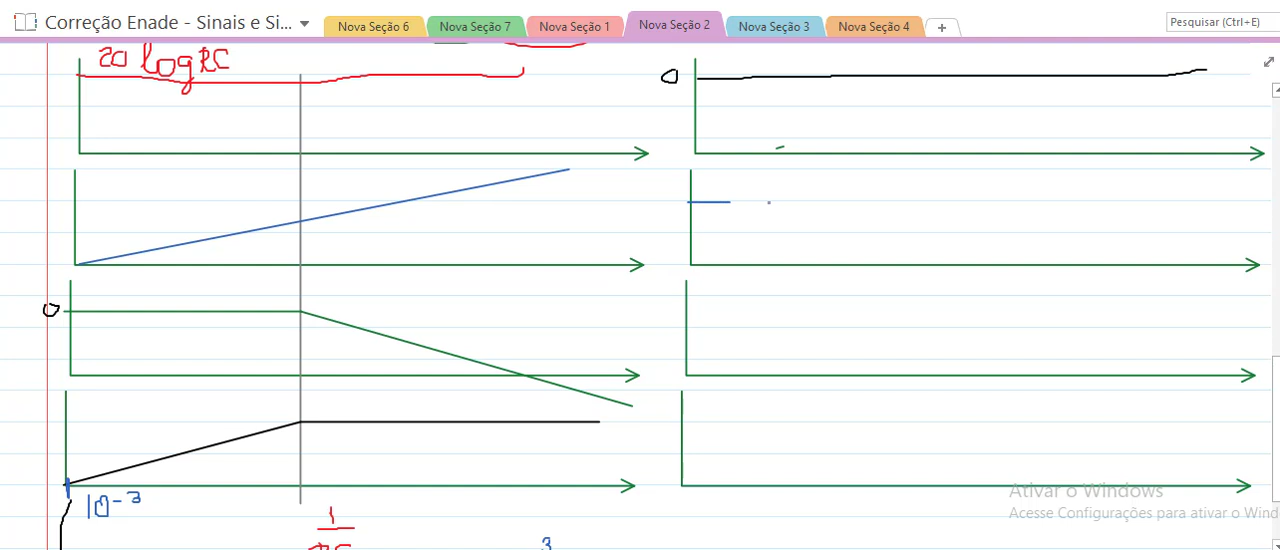 Correção Enade - Sinais e Si...
Nova Seção 6
Nova Seção 7
Nova Seção 1
Nova Seção 2
Nova Seção 3
Nova Seção 4
Pesquisar (Ctrl+E)
20 log RC
0
0
10⁻³
1
3
Ativar o Windows
Acesse Configurações para ativar o Wind